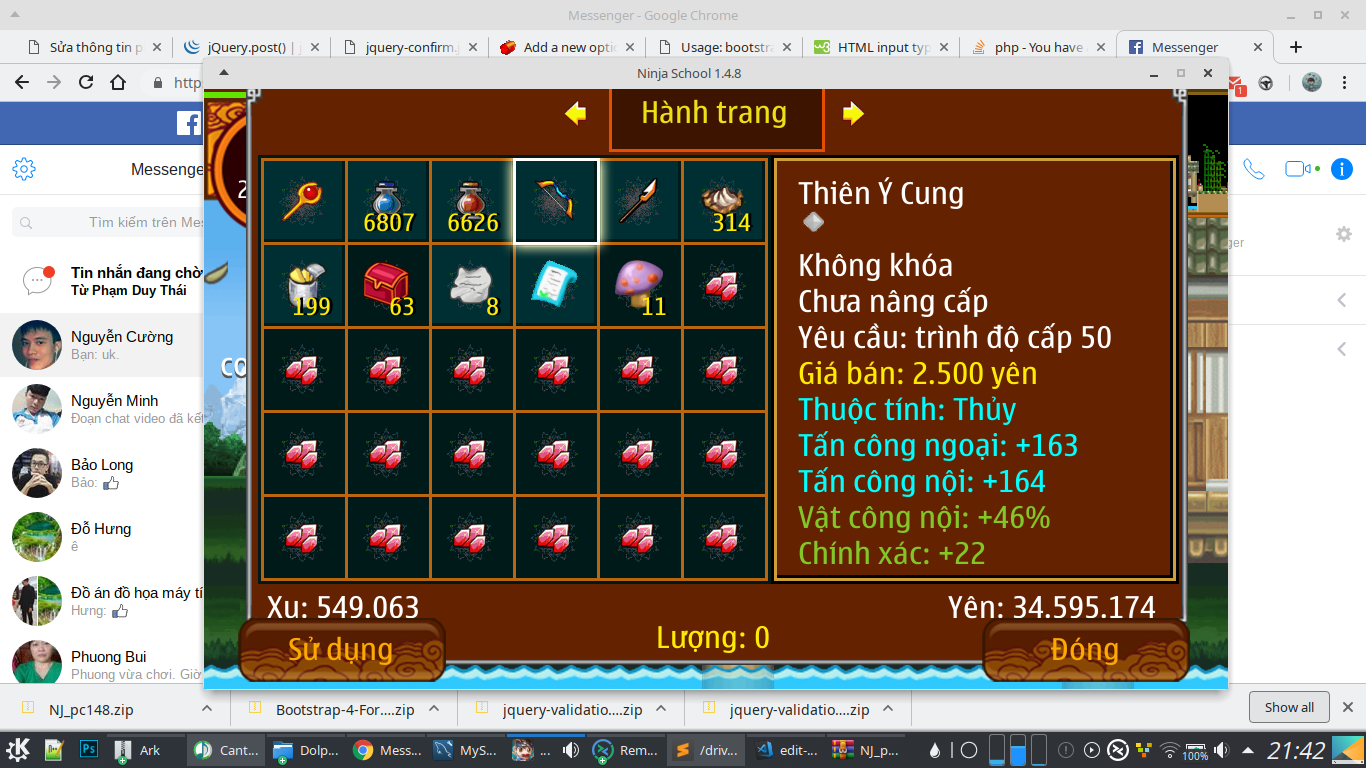 Messenger - Google Chrome
Sửa thông tin p
jQuery.post() |
jquery-confirm.
Add a new opti
Usage: bootstra
HTML input typ
php - You have
Messenger
http
1
Ninja School 1.4.8
Hành trang
Messenger
Tìm kiếm trên Mes
Tin nhắn đang chờ
Từ Phạm Duy Thái
Nguyễn Cường
Bạn: uk.
Nguyễn Minh
Đoạn chat video đã kết
Bảo Long
Bảo:
Đỗ Hưng
ê
Đồ án đồ họa máy tí
Hưng:
Phuong Bui
Phuong vừa chơi. Giờ
2
CO
6807
6626
314
199
63
8
11
Thiên Ý Cung
Không khóa
Chưa nâng cấp
Yêu cầu: trình độ cấp 50
Giá bán: 2.500 yên
Thuộc tính: Thủy
Tấn công ngoại: +163
Tấn công nội: +164
Vật công nội: +46%
Chính xác: +22
Xu: 549.063
Yên: 34.595.174
Lượng: 0
Sử dụng
Đóng
ger
NJ_pc148.zip
Bootstrap-4-For....zip
jquery-validatio....zip
jquery-validatio....zip
Show all
Ark
Cant...
Dolp...
Mess...
MyS...
...
Rem...
/driv...
edit-...
NJ_p...
100%
21:42